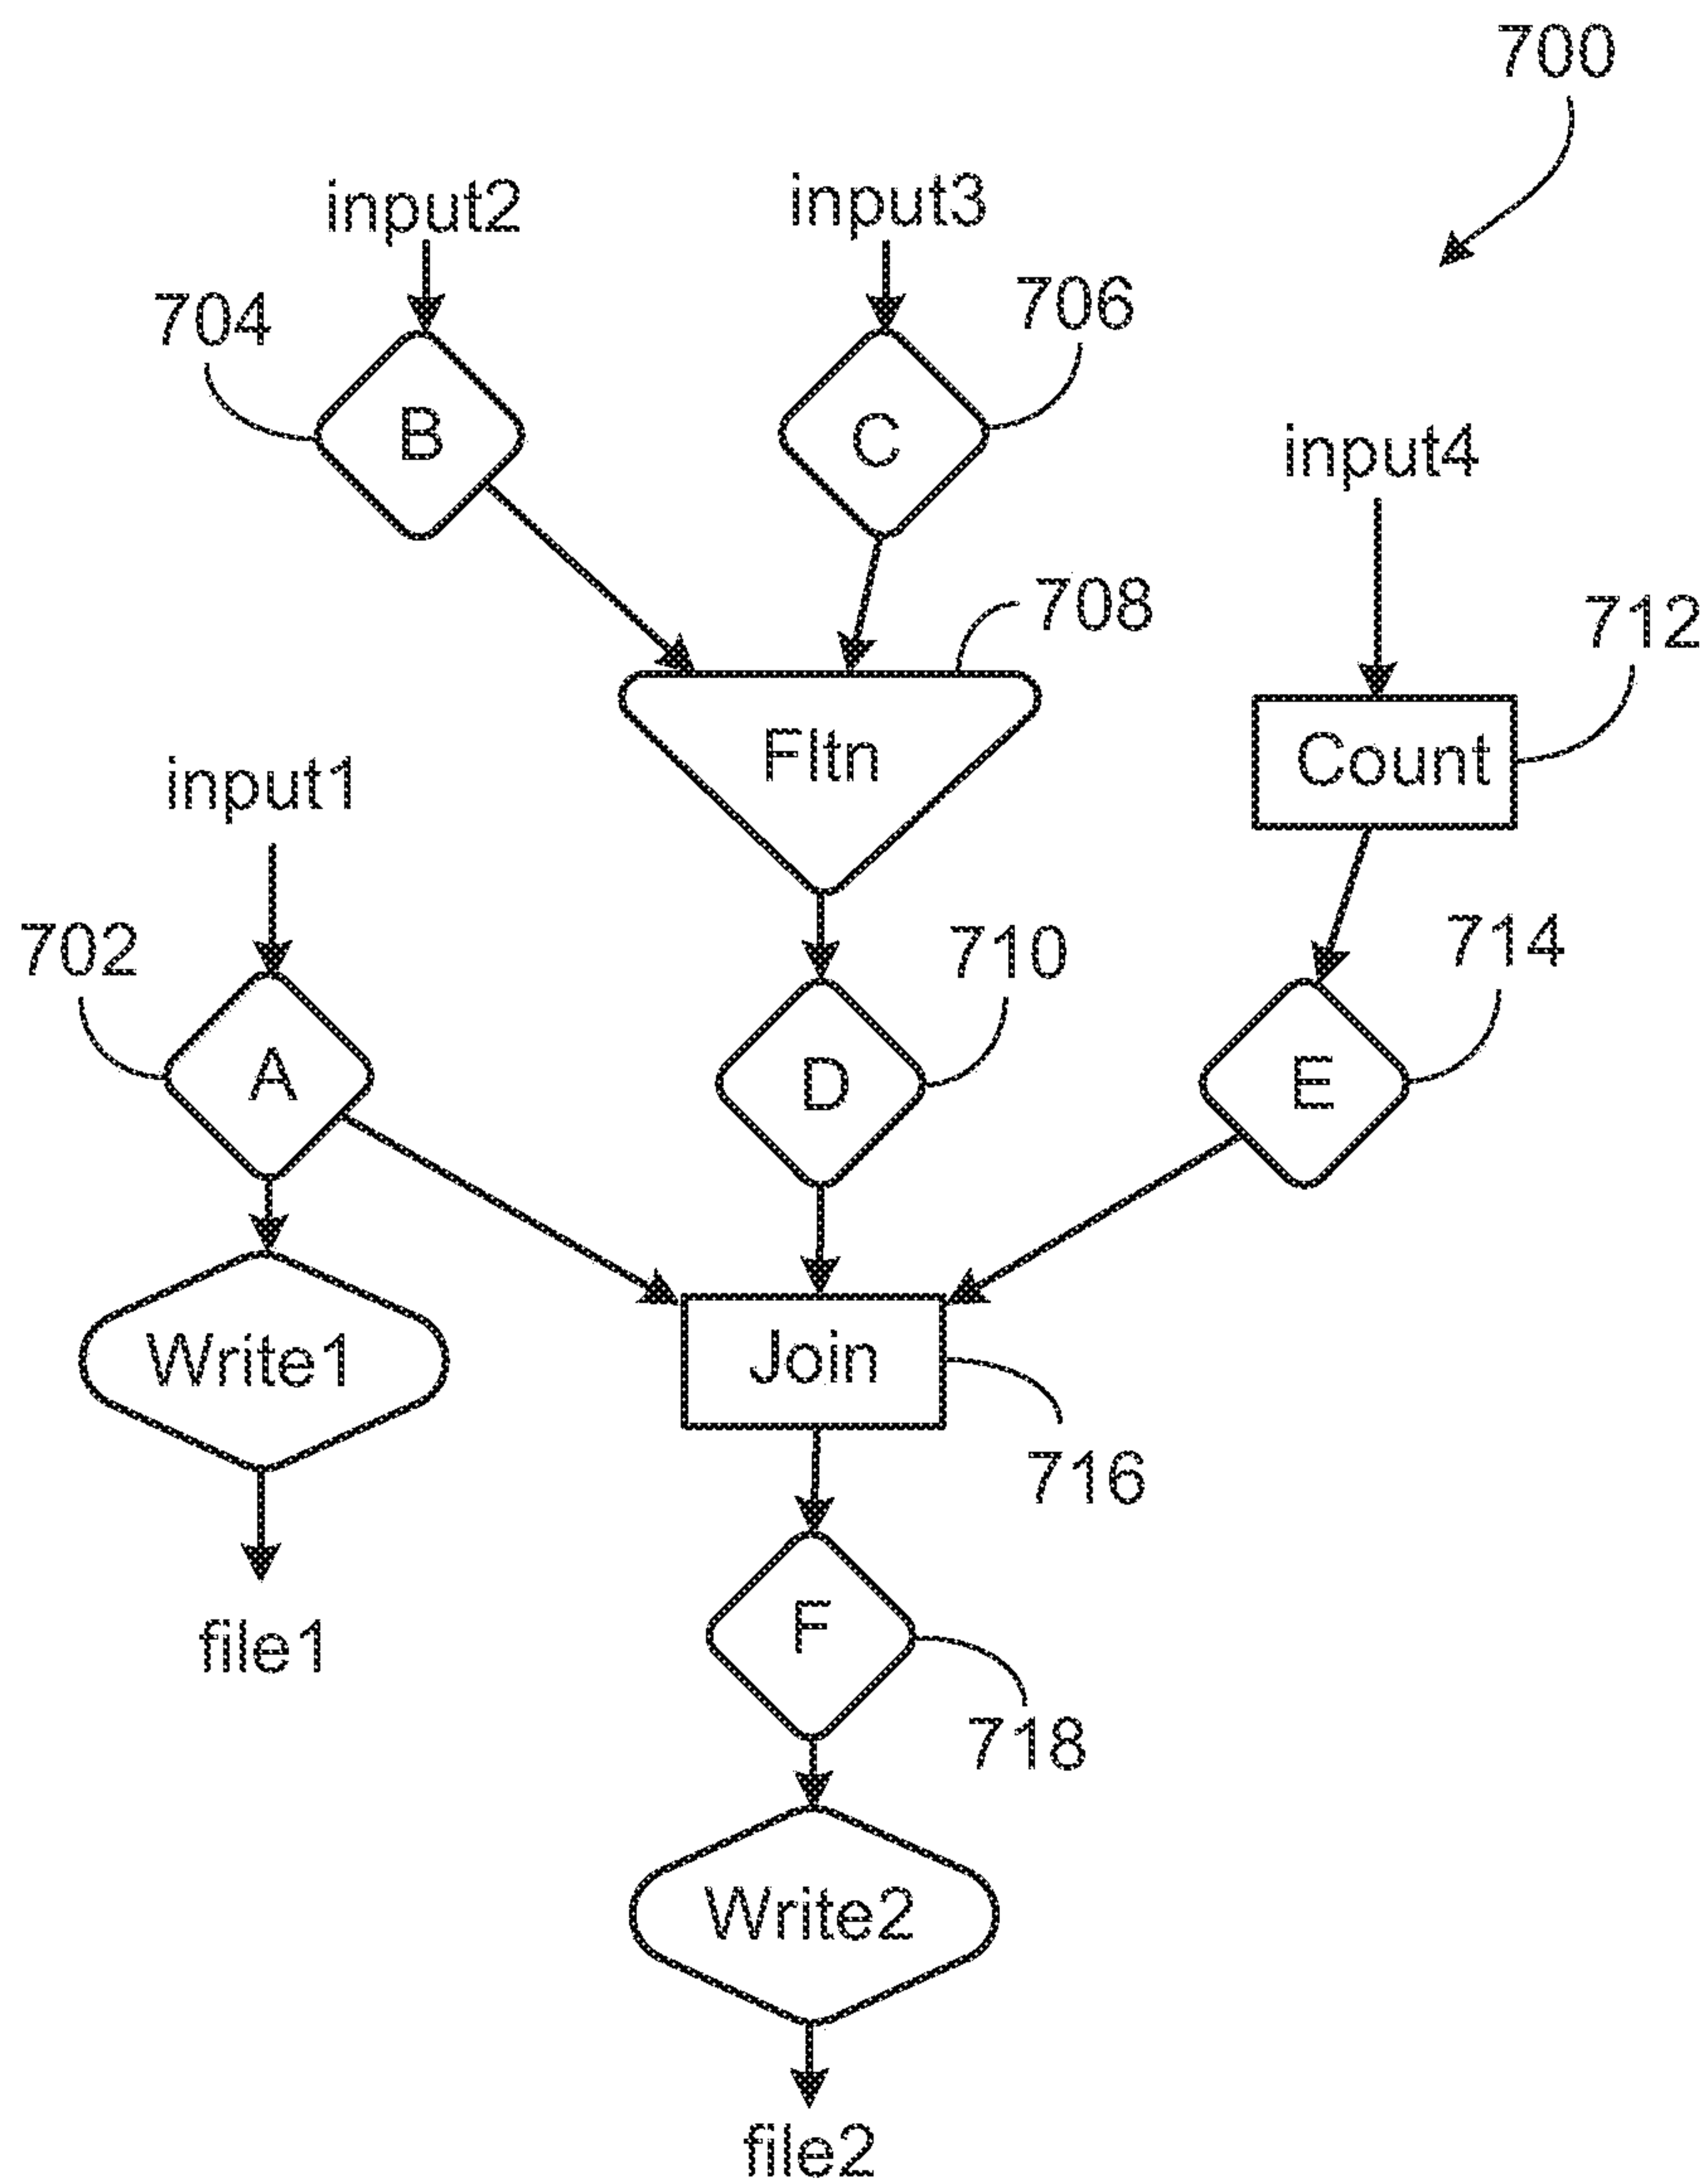 700
input2
input3
704
706
B
C
input4
708
712
Fltn
Count
input1
702
710
714
A
D
E
Write1
Join
716
F
file1
718
Write2
file2